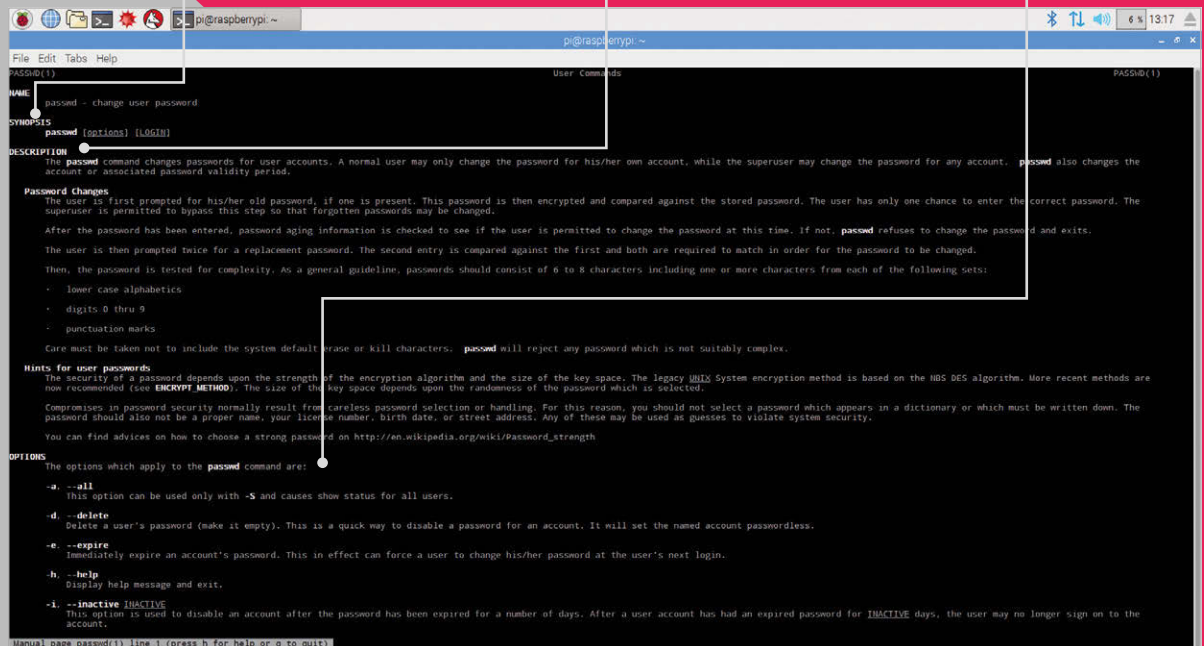 pi@raspberrypi: ~
6 %
13:17
pi@raspberrypi: ~
File Edit Tabs Help
PASSWD(1) User Commands PASSWD(1)
NAME
passwd - change user password
SYNOPSIS
passwd [options] [LOGIN]
DESCRIPTION
The passwd command changes passwords for user accounts. A normal user may only change the password for his/her own account, while the superuser may change the password for any account. passwd also changes the
account or associated password validity period.
Password Changes
The user is first prompted for his/her old password, if one is present. This password is then encrypted and compared against the stored password. The user has only one chance to enter the correct password. The
superuser is permitted to bypass this step so that forgotten passwords may be changed.
After the password has been entered, password aging information is checked to see if the user is permitted to change the password at this time. If not, passwd refuses to change the password and exits.
The user is then prompted twice for a replacement password. The second entry is compared against the first and both are required to match in order for the password to be changed.
Then, the password is tested for complexity. As a general guideline, passwords should consist of 6 to 8 characters including one or more characters from each of the following sets:
· lower case alphabetics
· digits 0 thru 9
· punctuation marks
Care must be taken not to include the system default erase or kill characters. passwd will reject any password which is not suitably complex.
Hints for user passwords
The security of a password depends upon the strength of the encryption algorithm and the size of the key space. The legacy UNIX System encryption method is based on the NBS DES algorithm. More recent methods are
now recommended (see ENCRYPT_METHOD). The size of the key space depends upon the randomness of the password which is selected.
Compromises in password security normally result from careless password selection or handling. For this reason, you should not select a password which appears in a dictionary or which must be written down. The
password should also not be a proper name, your license number, birth date, or street address. Any of these may be used as guesses to violate system security.
You can find advices on how to choose a strong password on http://en.wikipedia.org/wiki/Password_strength
OPTIONS
The options which apply to the passwd command are:
-a, --all
This option can be used only with -S and causes show status for all users.
-d, --delete
Delete a user's password (make it empty). This is a quick way to disable a password for an account. It will set the named account passwordless.
-e, --expire
Immediately expire an account's password. This in effect can force a user to change his/her password at the user's next login.
-h, --help
Display help message and exit.
-i, --inactive INACTIVE
This option is used to disable an account after the password has been expired for a number of days. After a user account has had an expired password for INACTIVE days, the user may no longer sign on to the
account.
Manual page passwd(1) line 1 (press h for help or q to quit)